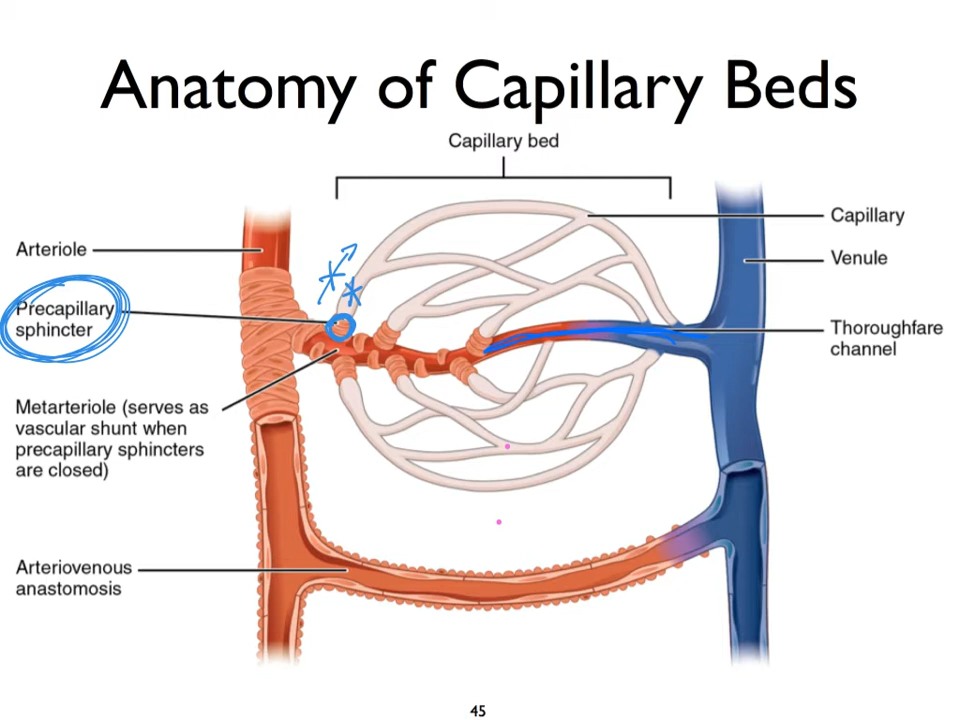 Anatomy of Capillary Beds
Capillary bed
Capillary
Arteriole
Venule
Precapillary
sphincter
Thoroughfare
channel
Metarteriole (serves as
vascular shunt when
precapillary sphincters
are closed)
Arteriovenous
anastomosis
45